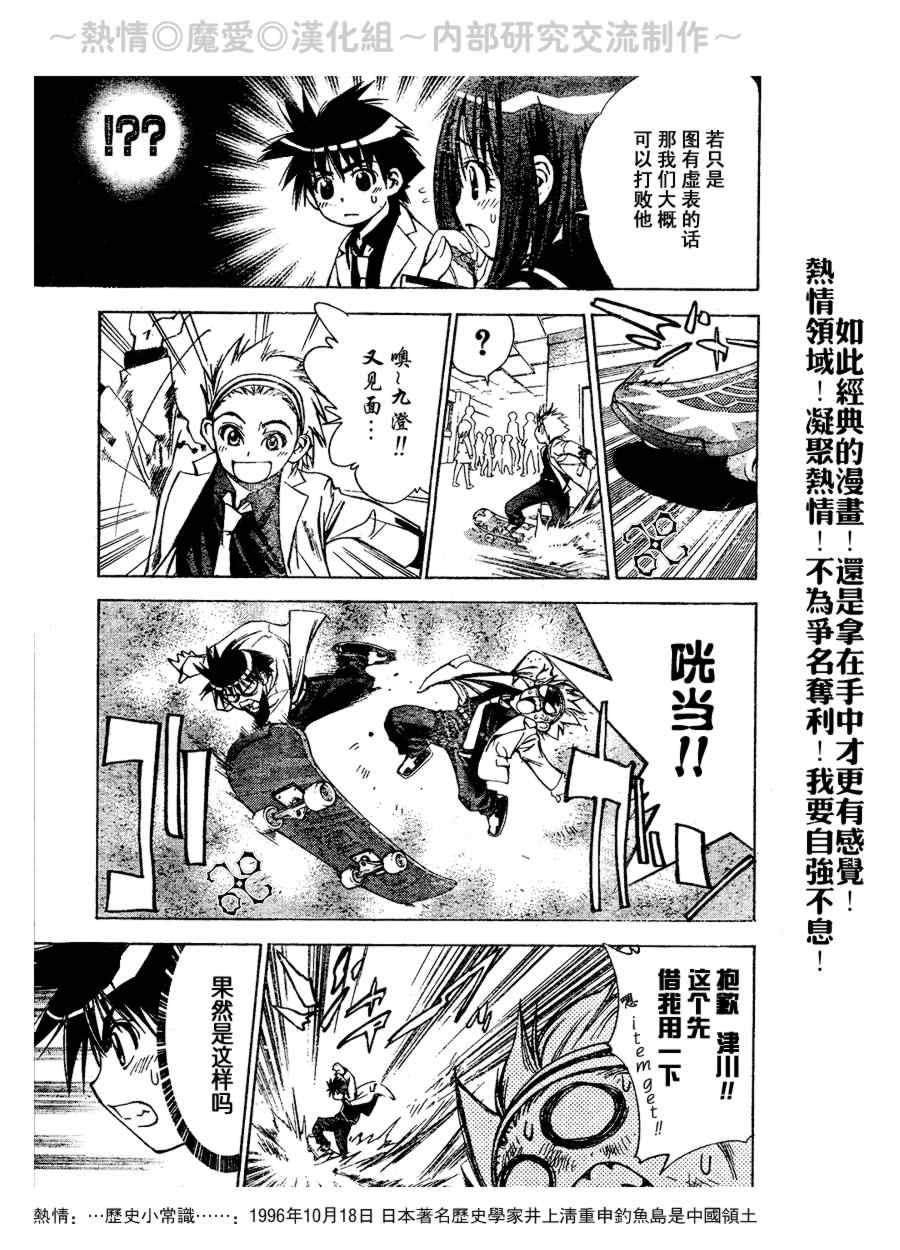 ～熱情◎魔愛◎漢化組～内部研究交流制作～
若只是
图有虚表的话
那我们大概
可以打败他
!??
?
噢～九澄!!
又见面…
咣当!!
抱歉 津川!!
这个先
借我用一下
嗯 item get!!
果然是这样吗
如此經典的漫畫！還是拿在手中才更有感覺！
熱情領域！凝聚熱情！不為爭名奪利！我要自強不息！
熱情：…歷史小常識……：1996年10月18日 日本著名歷史學家井上淸重申釣魚島是中國領土